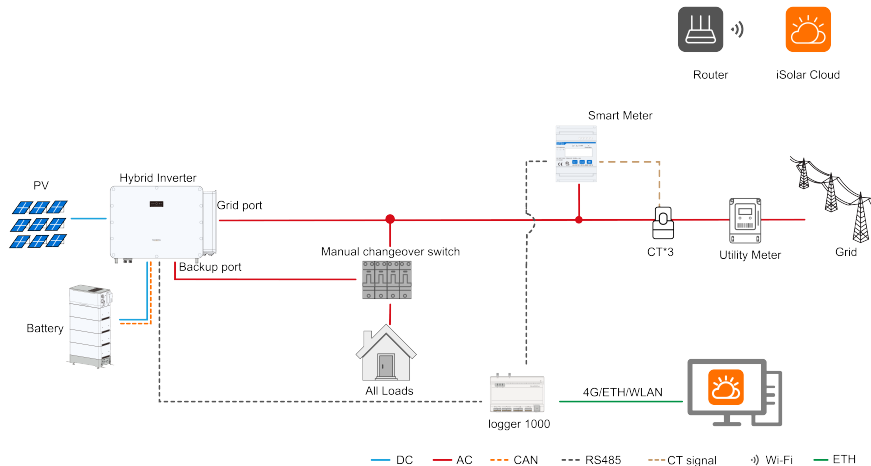 Router
iSolar Cloud
Smart Meter
PV
Hybrid Inverter
Grid port
Manual changeover switch
CT*3
Utility Meter
Grid
Backup port
Battery
All Loads
4G/ETH/WLAN
logger 1000
DC
AC
CAN
RS485
CT signal
Wi-Fi
ETH